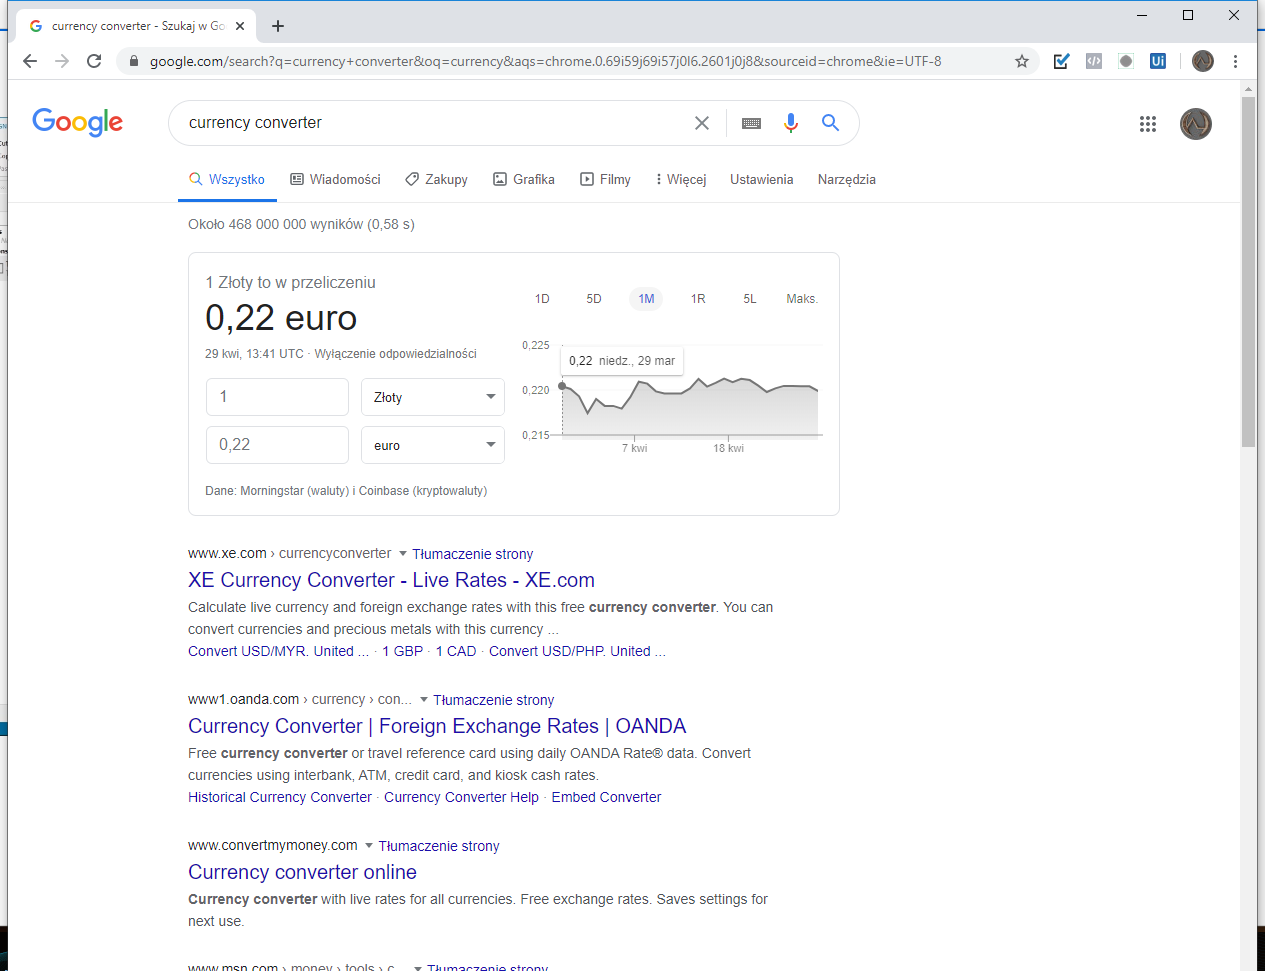 currency converter - Szukaj w Go
google.com/search?q=currency+converter&oq=currency&aqs=chrome.0.69i59j69i57j0l6.2601j0j8&sourceid=chrome&ie=UTF-8
Ui
Google
currency converter
Wszystko Wiadomości Zakupy Grafika Filmy Więcej Ustawienia Narzędzia
Około 468 000 000 wyników (0,58 s)
1 Złoty to w przeliczeniu
0,22 euro
29 kwi, 13:41 UTC · Wyłączenie odpowiedzialności
1 Złoty
0,22 euro
Dane: Morningstar (waluty) i Coinbase (kryptowaluty)
1D 5D 1M 1R 5L Maks.
0,225
0,22 niedz., 29 mar
0,220
0,215
7 kwi 18 kwi
www.xe.com › currencyconverter Tłumaczenie strony
XE Currency Converter - Live Rates - XE.com
Calculate live currency and foreign exchange rates with this free currency converter. You can
convert currencies and precious metals with this currency ...
Convert USD/MYR. United ... · 1 GBP · 1 CAD · Convert USD/PHP. United ...
www1.oanda.com › currency › con... Tłumaczenie strony
Currency Converter | Foreign Exchange Rates | OANDA
Free currency converter or travel reference card using daily OANDA Rate® data. Convert
currencies using interbank, ATM, credit card, and kiosk cash rates.
Historical Currency Converter · Currency Converter Help · Embed Converter
www.convertmymoney.com Tłumaczenie strony
Currency converter online
Currency converter with live rates for all currencies. Free exchange rates. Saves settings for
next use.
www.msn.com › money › tools › c... Tłumaczenie strony